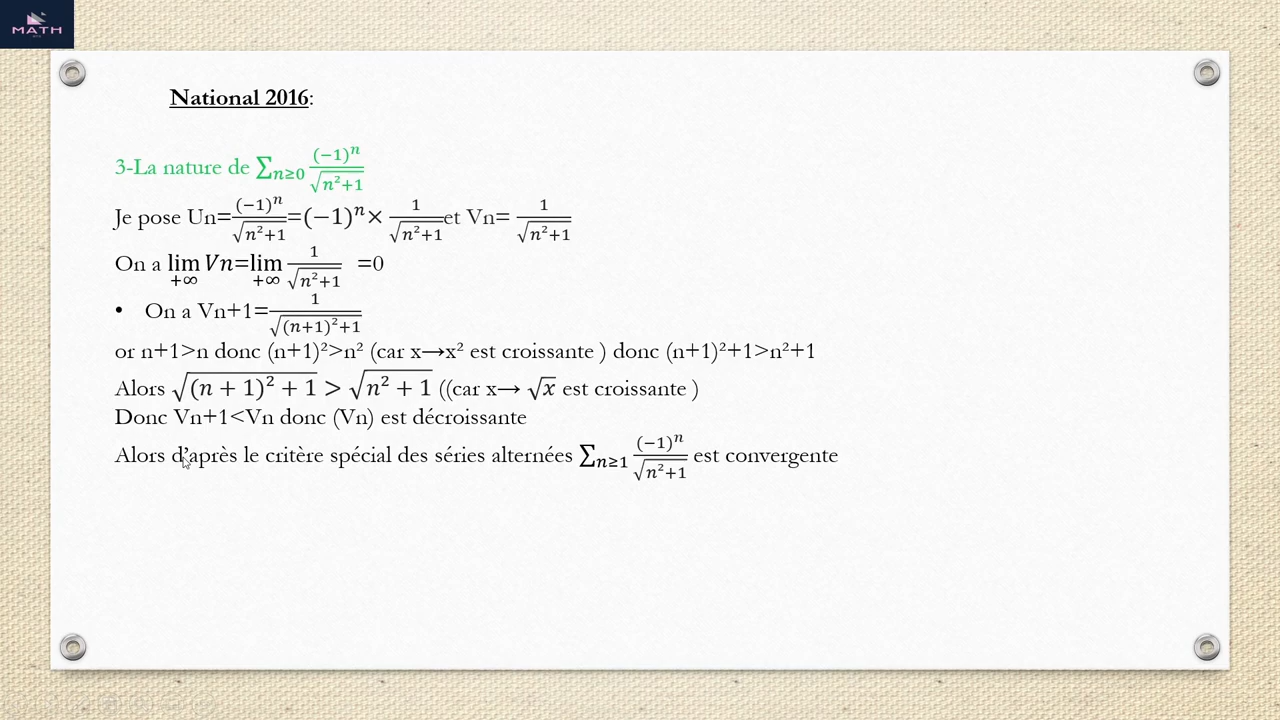 MATH
National 2016:
3-La nature de ∑n≥0 (−1)ⁿ/√(n²+1)
Je pose Un=(−1)ⁿ/√(n²+1)=(−1)ⁿ× 1/√(n²+1) et Vn= 1/√(n²+1)
On a lim+∞ Vn=lim+∞ 1/√(n²+1) =0
• On a Vn+1=1/√((n+1)²+1)
or n+1>n donc (n+1)²>n² (car x→x² est croissante ) donc (n+1)²+1>n²+1
Alors √((n + 1)² + 1) > √(n² + 1) ((car x→ √x est croissante )
Donc Vn+1<Vn donc (Vn) est décroissante
Alors d'après le critère spécial des séries alternées ∑n≥1 (−1)ⁿ/√(n²+1) est convergente